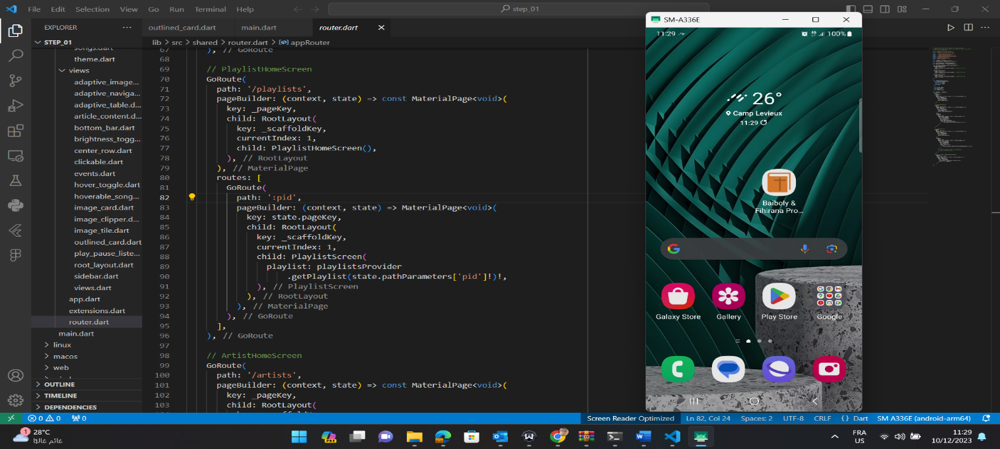 File Edit Selection View Go Run Terminal Help
step_01
EXPLORER
STEP_01
songs.dart
theme.dart
views
adaptive_image...
adaptive_naviga...
adaptive_table.d...
article_content.d...
bottom_bar.dart
brightness_togg...
center_row.dart
clickable.dart
events.dart
hover_toggle.dart
hoverable_song...
image_card.dart
image_clipper.d...
image_tile.dart
outlined_card.dart
play_pause_liste...
root_layout.dart
sidebar.dart
views.dart
app.dart
extensions.dart
router.dart
main.dart
linux
macos
web
OUTLINE
TIMELINE
DEPENDENCIES
outlined_card.dart main.dart router.dart
lib > src > shared > router.dart > appRouter
67 ), // GoRoute
68
69 // PlaylistHomeScreen
70 GoRoute(
71 path: '/playlists',
72 pageBuilder: (context, state) => const MaterialPage<void>(
73 key: _pageKey,
74 child: RootLayout(
75 key: _scaffoldKey,
76 currentIndex: 1,
77 child: PlaylistHomeScreen(),
78 ), // RootLayout
79 ), // MaterialPage
80 routes: [
81 GoRoute(
82 path: ':pid',
83 pageBuilder: (context, state) => MaterialPage<void>(
84 key: state.pageKey,
85 child: RootLayout(
86 key: _scaffoldKey,
87 currentIndex: 1,
88 child: PlaylistScreen(
89 playlist: playlistsProvider
90 .getPlaylist(state.pathParameters['pid']!)!,
91 ), // PlaylistScreen
92 ), // RootLayout
93 ), // MaterialPage
94 ), // GoRoute
95 ],
96 ), // GoRoute
97
98 // ArtistHomeScreen
99 GoRoute(
100 path: '/artists',
101 pageBuilder: (context, state) => const MaterialPage<void>(
102 key: _pageKey,
103 child: RootLayout(
SM-A336E
11:29 100%
26°
Camp Levieux
11:29
Baiboly &
Fihirana Pro...
Galaxy Store Gallery Play Store Google
0 0 0
Screen Reader Optimized Ln 82, Col 24 Spaces: 2 UTF-8 CRLF {} Dart SM A336E (android-arm64)
1
28°C
غائم غالبًا
PRE
FRA
US
11:29
10/12/2023